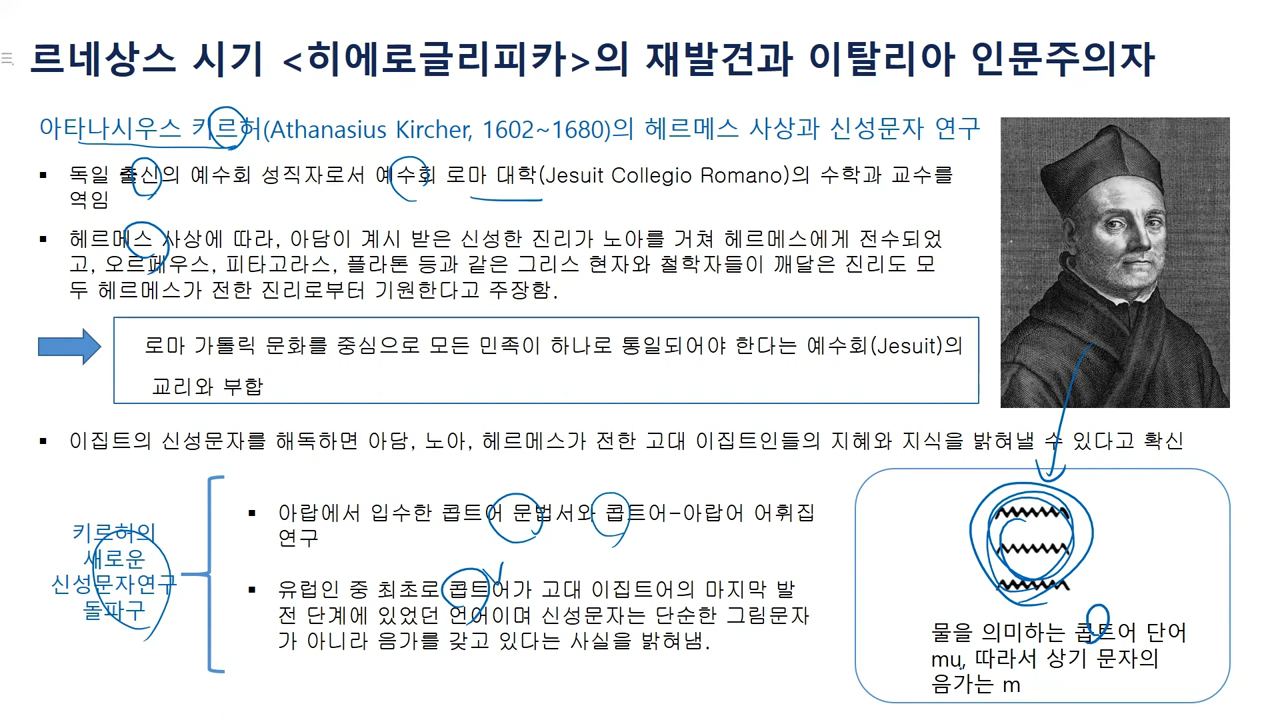 르네상스 시기 <히에로글리피카>의 재발견과 이탈리아 인문주의자
아타나시우스 키르허(Athanasius Kircher, 1602~1680)의 헤르메스 사상과 신성문자 연구
▪ 독일 출신의 예수회 성직자로서 예수회 로마 대학(Jesuit Collegio Romano)의 수학과 교수를
역임
▪ 헤르메스 사상에 따라, 아담이 계시 받은 신성한 진리가 노아를 거쳐 헤르메스에게 전수되었
고, 오르페우스, 피타고라스, 플라톤 등과 같은 그리스 현자와 철학자들이 깨달은 진리도 모
두 헤르메스가 전한 진리로부터 기원한다고 주장함.
로마 가톨릭 문화를 중심으로 모든 민족이 하나로 통일되어야 한다는 예수회(Jesuit)의
교리와 부합
▪ 이집트의 신성문자를 해독하면 아담, 노아, 헤르메스가 전한 고대 이집트인들의 지혜와 지식을 밝혀낼 수 있다고 확신
키르허의
새로운
신성문자연구
돌파구
▪ 아랍에서 입수한 콥트어 문법서와 콥트어-아랍어 어휘집
연구
▪ 유럽인 중 최초로 콥트어가 고대 이집트어의 마지막 발
전 단계에 있었던 언어이며 신성문자는 단순한 그림문자
가 아니라 음가를 갖고 있다는 사실을 밝혀냄.
물을 의미하는 콥트어 단어
mu, 따라서 상기 문자의
음가는 m